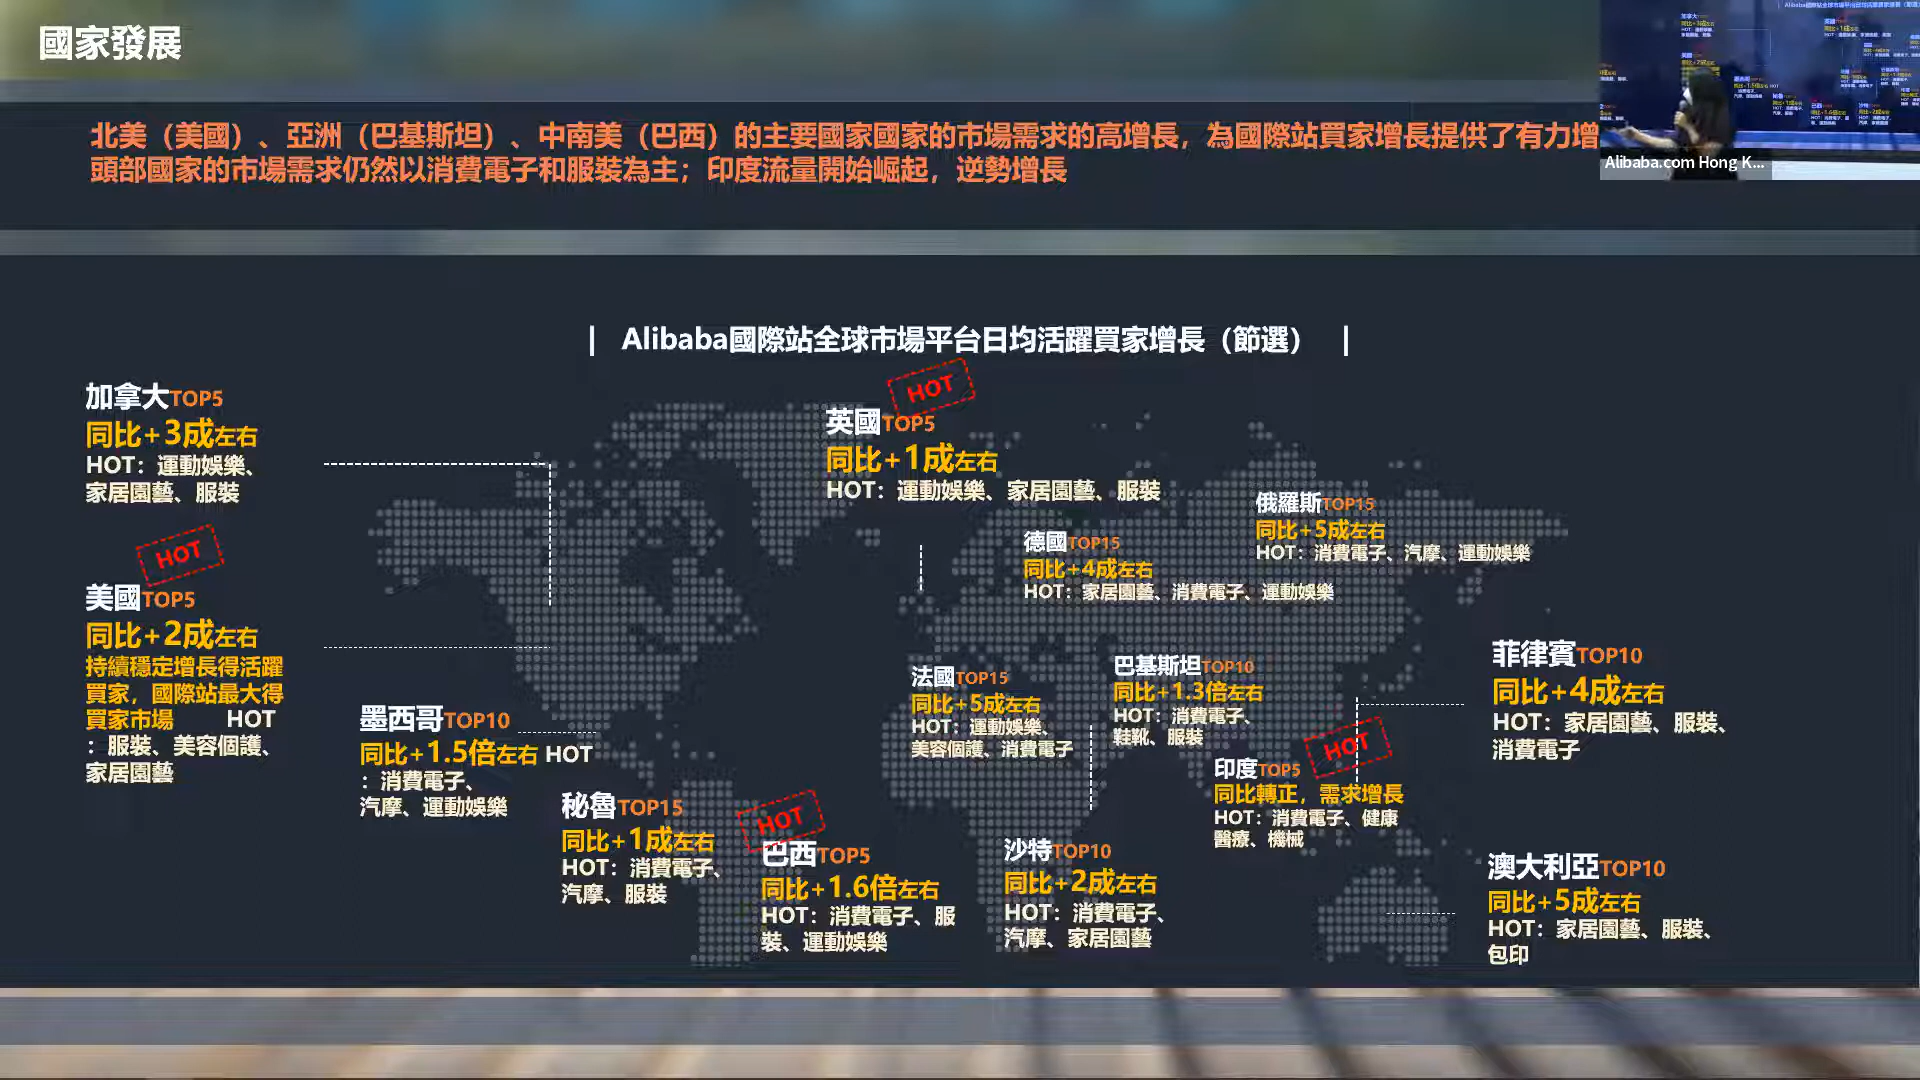 國家發展
北美（美國）、亞洲（巴基斯坦）、中南美（巴西）的主要國家國家的市場需求的高增長，為國際站買家增長提供了有力增
頭部國家的市場需求仍然以消費電子和服裝為主；印度流量開始崛起，逆勢增長
Alibaba.com Hong K...
| Alibaba國際站全球市場平台日均活躍買家增長（節選） |
加拿大TOP5
同比+3成左右
HOT：運動娛樂、
家居園藝、服裝
HOT
美國TOP5
同比+2成左右
持續穩定增長得活躍
買家，國際站最大得
買家市場 HOT
：服裝、美容個護、
家居園藝
墨西哥TOP10
同比+1.5倍左右 HOT
：消費電子、
汽摩、運動娛樂
秘魯TOP15
同比+1成左右
HOT：消費電子、
汽摩、服裝
HOT
巴西TOP5
同比+1.6倍左右
HOT：消費電子、服
裝、運動娛樂
HOT
英國TOP5
同比+1成左右
HOT：運動娛樂、家居園藝、服裝
俄羅斯TOP15
同比+5成左右
HOT：消費電子、汽摩、運動娛樂
德國TOP15
同比+4成左右
HOT：家居園藝、消費電子、運動娛樂
法國TOP15
同比+5成左右
HOT：運動娛樂、
美容個護、消費電子
巴基斯坦TOP10
同比+1.3倍左右
HOT：消費電子、
鞋靴、服裝
HOT
印度TOP5
同比轉正，需求增長
HOT：消費電子、健康
醫療、機械
沙特TOP10
同比+2成左右
HOT：消費電子、
汽摩、家居園藝
菲律賓TOP10
同比+4成左右
HOT：家居園藝、服裝、
消費電子
澳大利亞TOP10
同比+5成左右
HOT：家居園藝、服裝、
包印